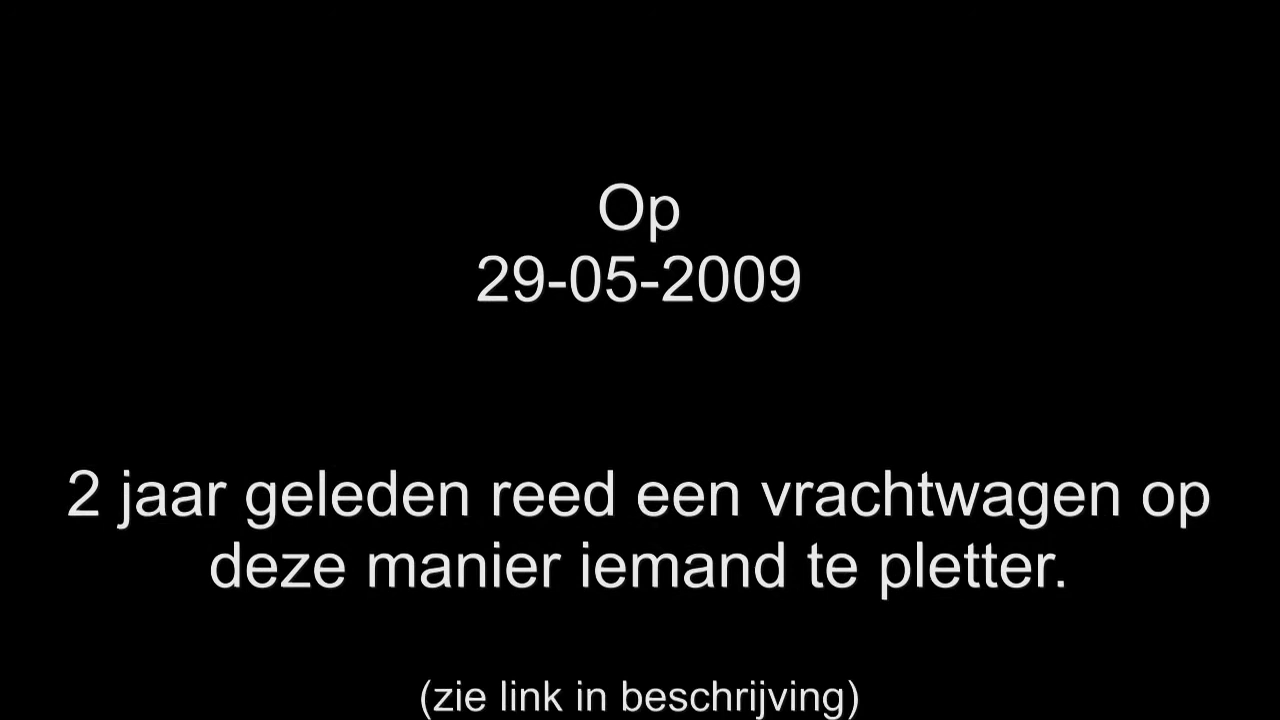 Op
29-05-2009
2 jaar geleden reed een vrachtwagen op
deze manier iemand te pletter.
(zie link in beschrijving)